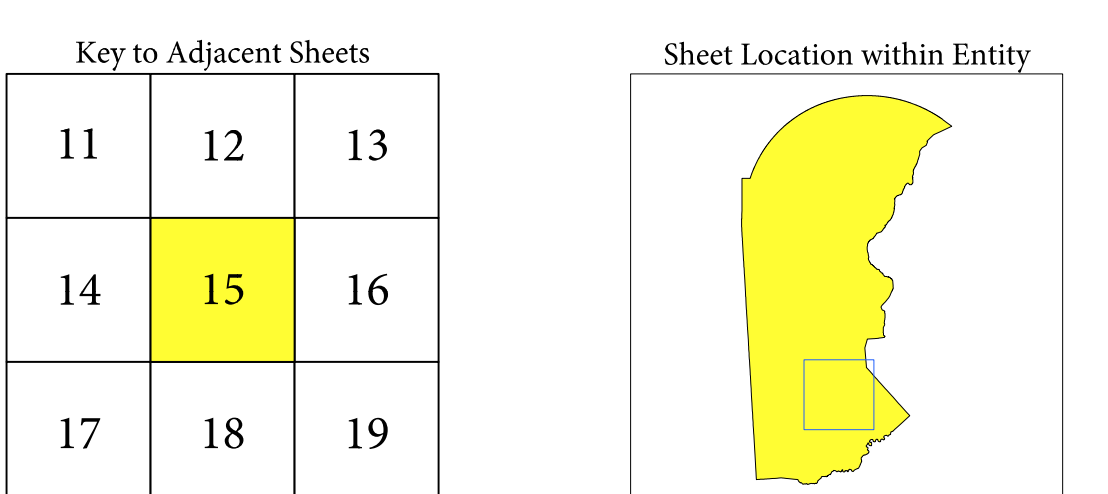 Key to Adjacent Sheets
Sheet Location within Entity
11 12 13
14 15 16
17 18 19